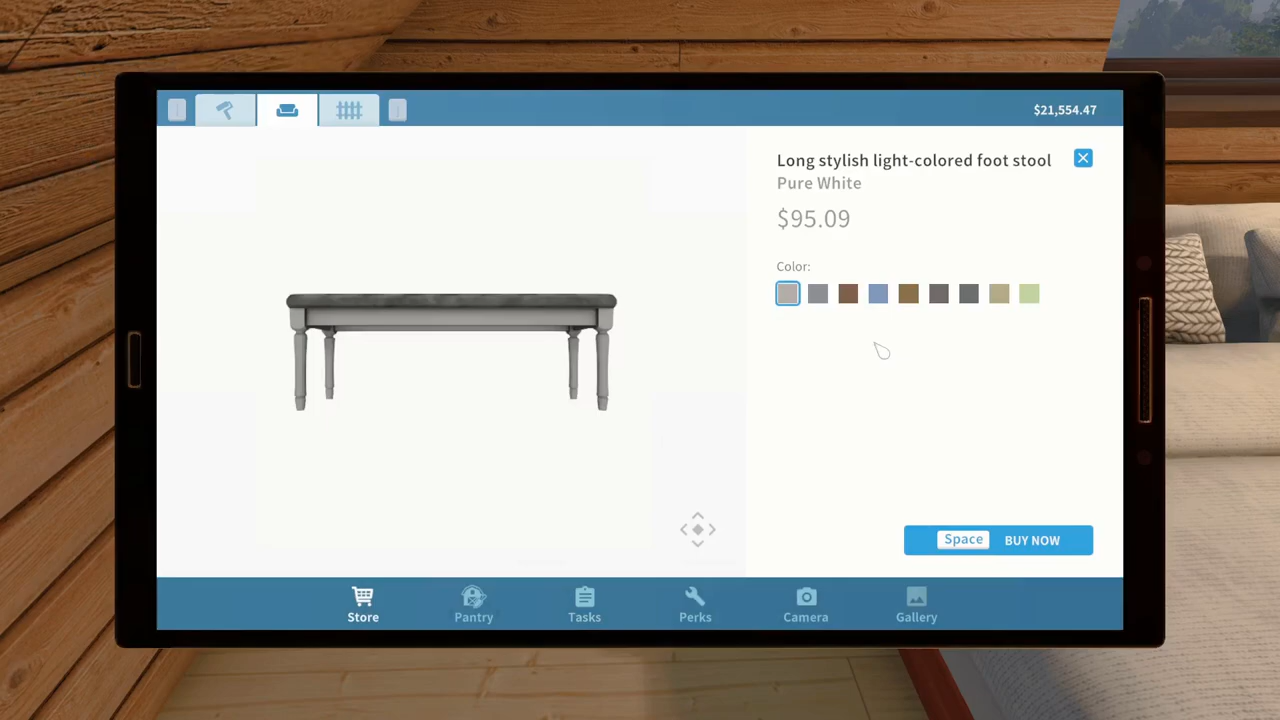 $21,554.47
Long stylish light-colored foot stool
Pure White
$95.09
Color:
Space BUY NOW
Store
Pantry
Tasks
Perks
Camera
Gallery